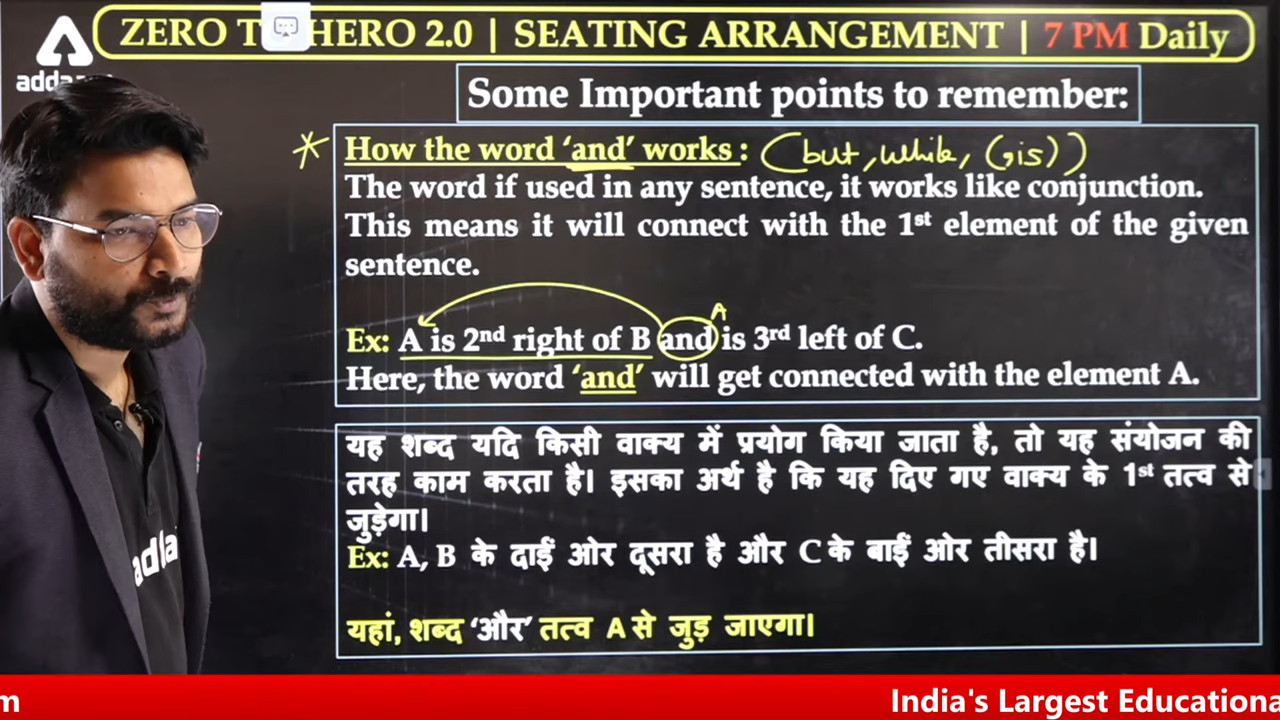 ZERO T HERO 2.0 | SEATING ARRANGEMENT | 7 PM Daily
adda
Some Important points to remember:
* How the word 'and' works : (but, while, (, is))
The word if used in any sentence, it works like conjunction.
This means it will connect with the 1st element of the given
sentence.
A
Ex: A is 2nd right of B and is 3rd left of C.
Here, the word 'and' will get connected with the element A.
यह शब्द यदि किसी वाक्य में प्रयोग किया जाता है, तो यह संयोजन की
तरह काम करता है। इसका अर्थ है कि यह दिए गए वाक्य के 1st तत्व से
जुड़ेगा।
Ex: A, B के दाईं ओर दूसरा है और C के बाईं ओर तीसरा है।
यहां, शब्द 'और' तत्व A से जुड़ जाएगा।
India's Largest Educationa